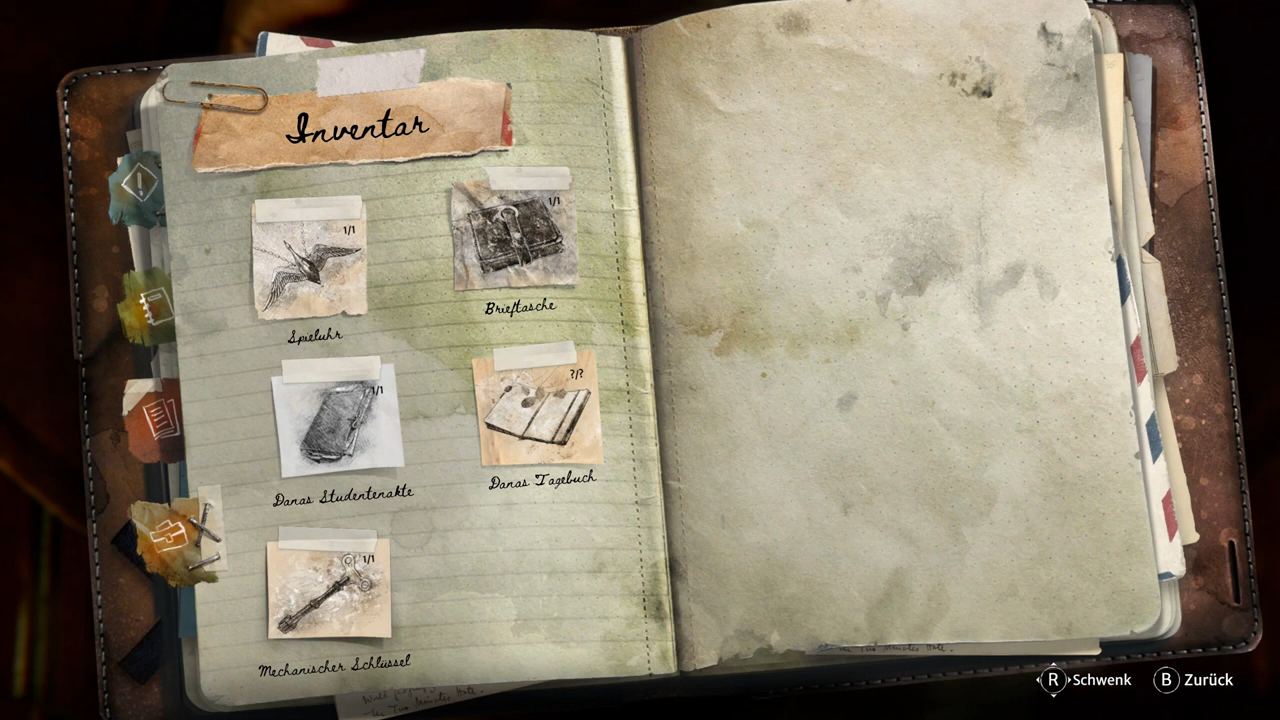 Inventar
1/1
Spieluhr
1/1
Brieftasche
1/1
Danas Studentenakte
?/?
Danas Tagebuch
1/1
Mechanischer Schlüssel
R Schwenk
B Zurück